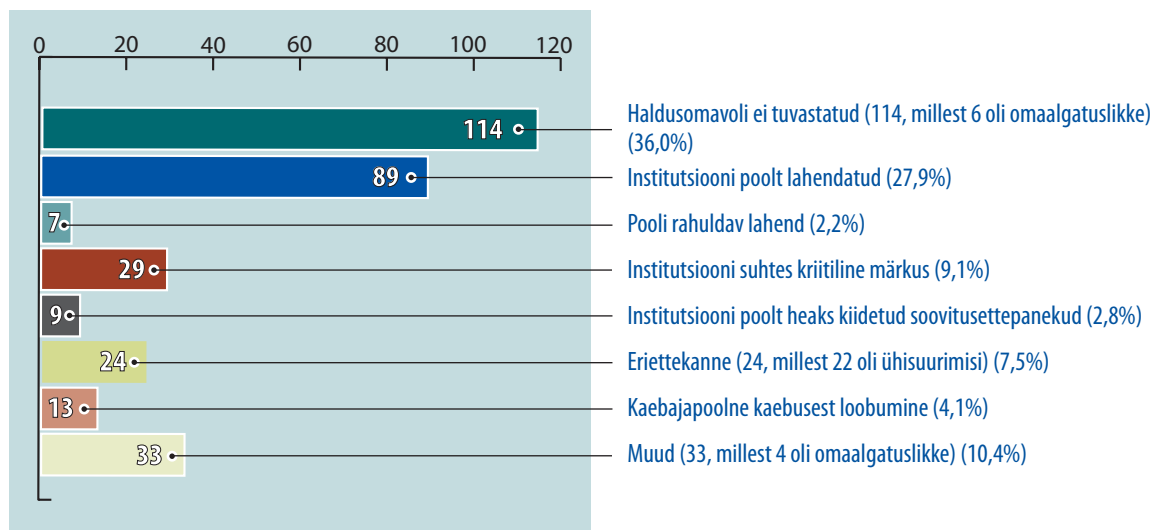 0 20 40 60 80 100 120
114
Haldusomavoli ei tuvastatud (114, millest 6 oli omaalgatuslikke)
(36,0%)
89
Institutsiooni poolt lahendatud (27,9%)
7
Pooli rahuldav lahend (2,2%)
29
Institutsiooni suhtes kriitiline märkus (9,1%)
9
Institutsiooni poolt heaks kiidetud soovitusettepanekud (2,8%)
24
Eriettekanne (24, millest 22 oli ühisuurimisi) (7,5%)
13
Kaebajapoolne kaebusest loobumine (4,1%)
33
Muud (33, millest 4 oli omaalgatuslikke) (10,4%)